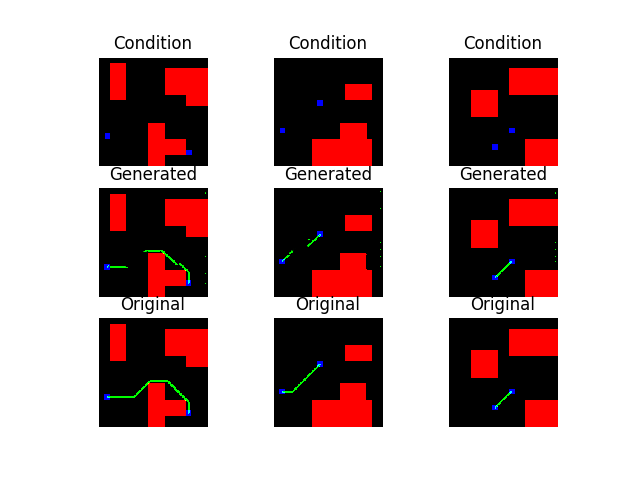 Condition
Condition
Condition
Generated
Generated
Generated
Original
Original
Original